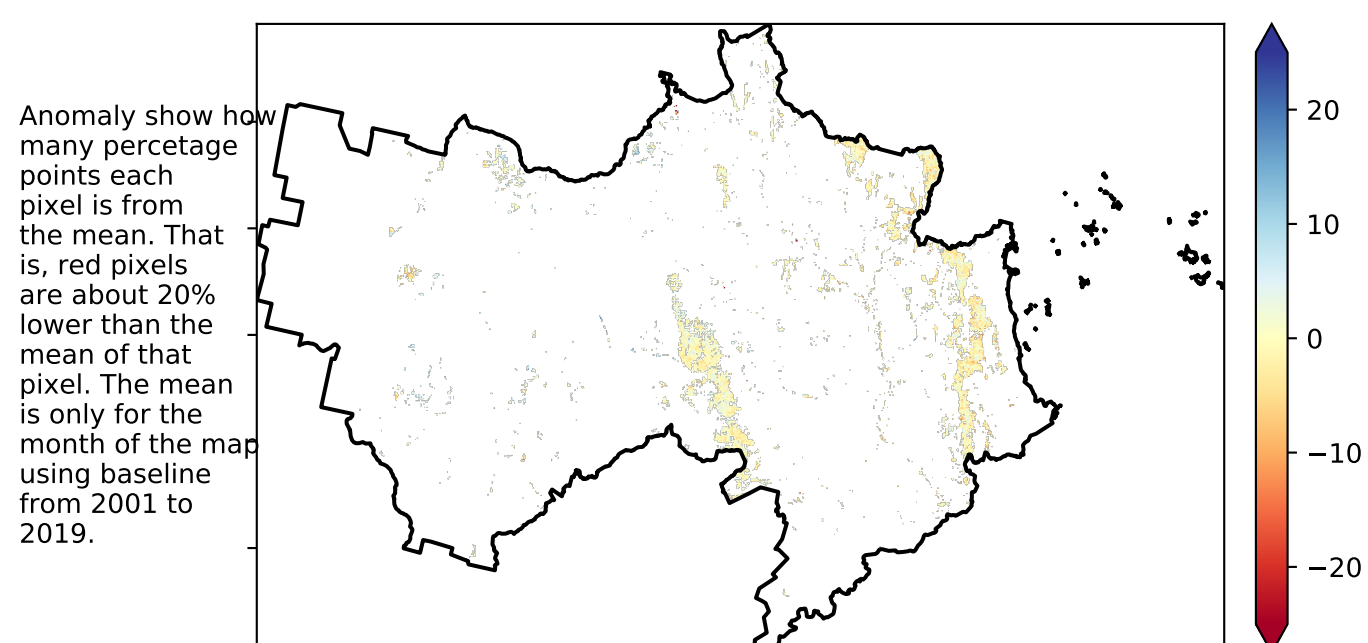 Anomaly show how
many percetage
points each
pixel is from
the mean. That
is, red pixels
are about 20%
lower than the
mean of that
pixel. The mean
is only for the
month of the map
using baseline
from 2001 to
2019.
20
10
0
−10
−20